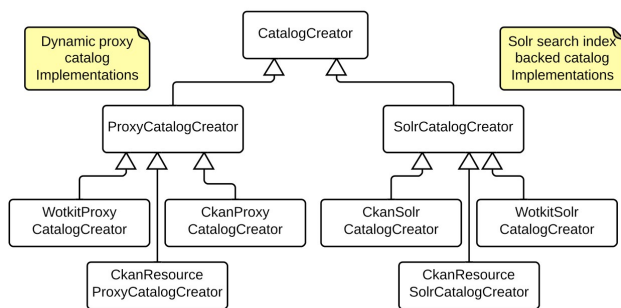 Dynamic proxy
catalog
Implementations
CatalogCreator
Solr search index
backed catalog
Implementations
ProxyCatalogCreator
SolrCatalogCreator
WotkitProxy
CatalogCreator
CkanProxy
CatalogCreator
CkanSolr
CatalogCreator
WotkitSolr
CatalogCreator
CkanResource
ProxyCatalogCreator
CkanResource
SolrCatalogCreator